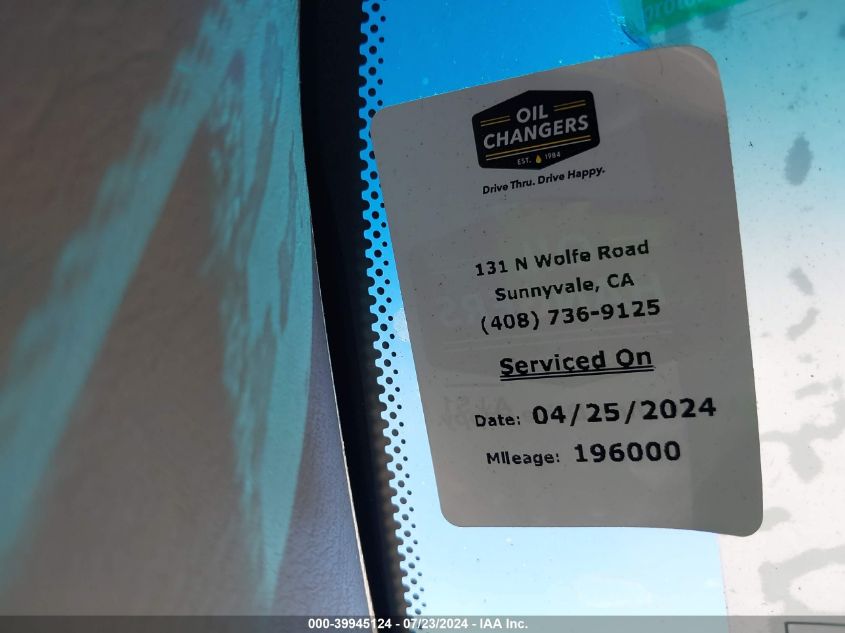 protec
OIL
CHANGERS
EST. 1984
Drive Thru. Drive Happy.
131 N Wolfe Road
Sunnyvale, CA
(408) 736-9125
Serviced On
Date: 04/25/2024
Mileage: 196000
000-39945124 - 07/23/2024 - IAA Inc.